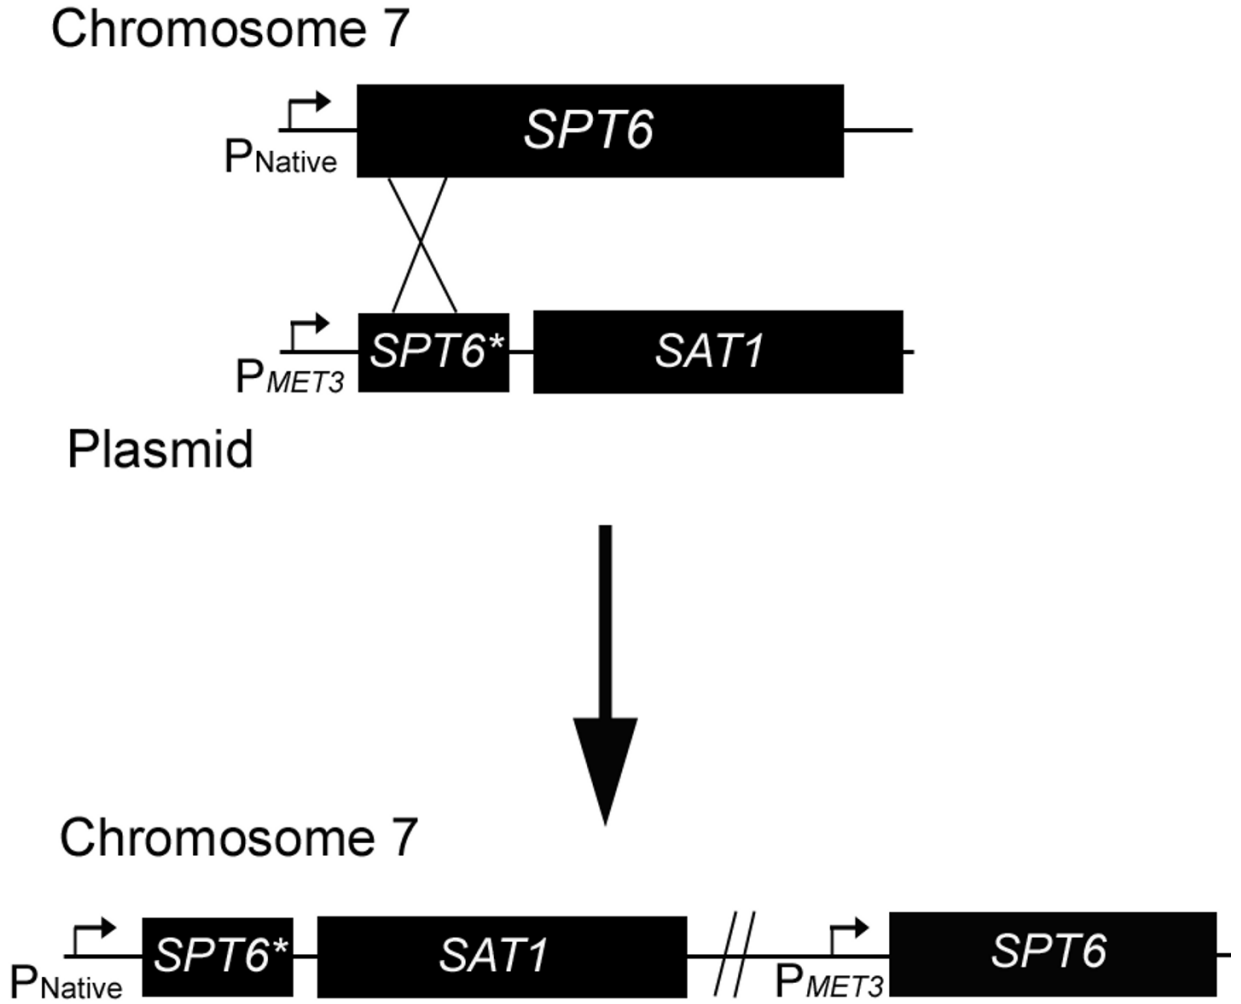 Chromosome 7
SPT6
PNative
SPT6* SAT1
PMET3
Plasmid
Chromosome 7
SPT6* SAT1 SPT6
PNative PMET3